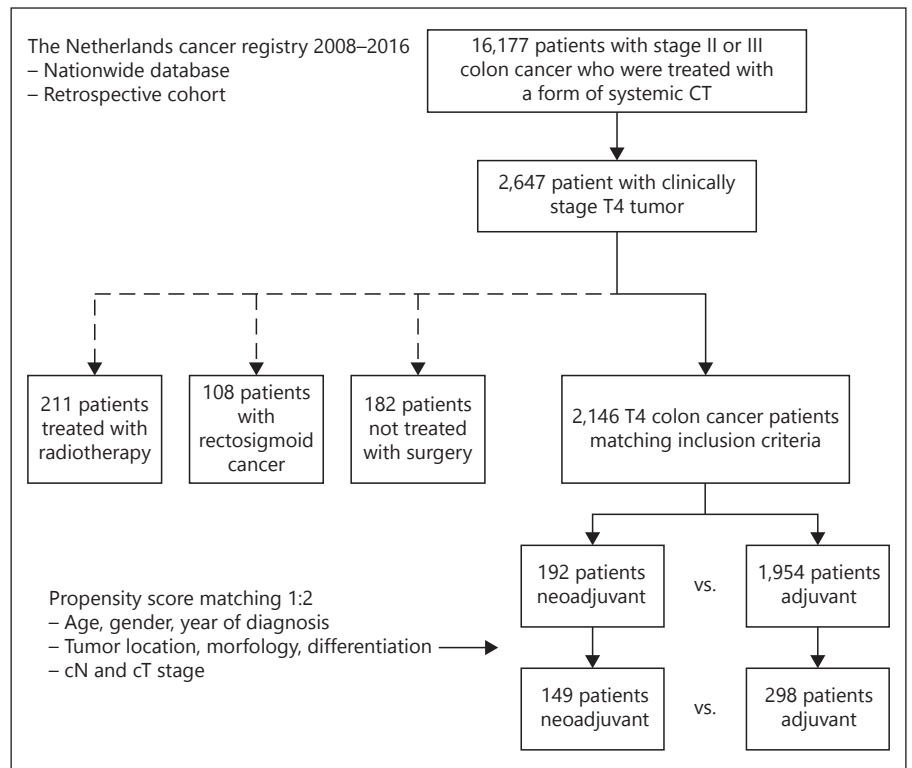 The Netherlands cancer registry 2008–2016
– Nationwide database
– Retrospective cohort
16,177 patients with stage II or III
colon cancer who were treated with
a form of systemic CT
2,647 patient with clinically
stage T4 tumor
211 patients
treated with
radiotherapy
108 patients
with
rectosigmoid
cancer
182 patients
not treated
with surgery
2,146 T4 colon cancer patients
matching inclusion criteria
192 patients
neoadjuvant
vs.
1,954 patients
adjuvant
Propensity score matching 1:2
– Age, gender, year of diagnosis
– Tumor location, morfology, differentiation
– cN and cT stage
149 patients
neoadjuvant
vs.
298 patients
adjuvant